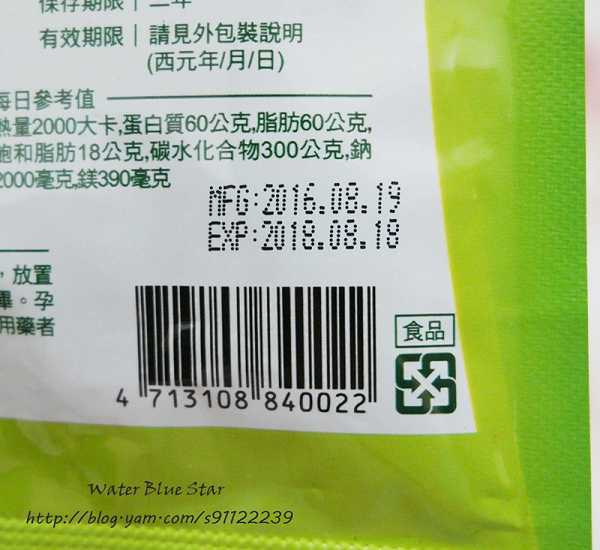 保存期限｜二年
有效期限｜請見外包裝說明
(西元年/月/日)
每日參考值
熱量2000大卡,蛋白質60公克,脂肪60公克,
飽和脂肪18公克,碳水化合物300公克,鈉
2000毫克,鎂390毫克
MFG:2016.08.19
EXP:2018.08.18
，放置
畢。孕
用藥者
食品
4 713108 840022
Water Blue Star
http://blog.yam.com/s91122239